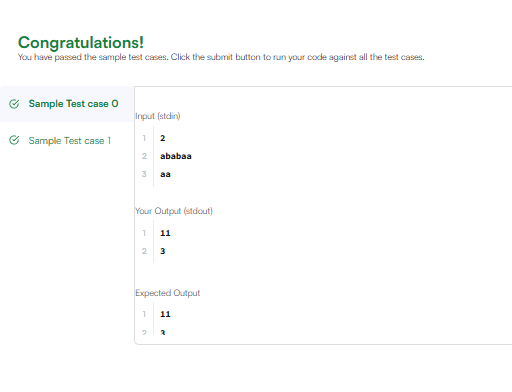 Congratulations!
You have passed the sample test cases. Click the submit button to run your code against all the test cases.
Sample Test case 0
Sample Test case 1
Input (stdin)
1 2
2 ababaa
3 aa
Your Output (stdout)
1 11
2 3
Expected Output
1 11
2 3